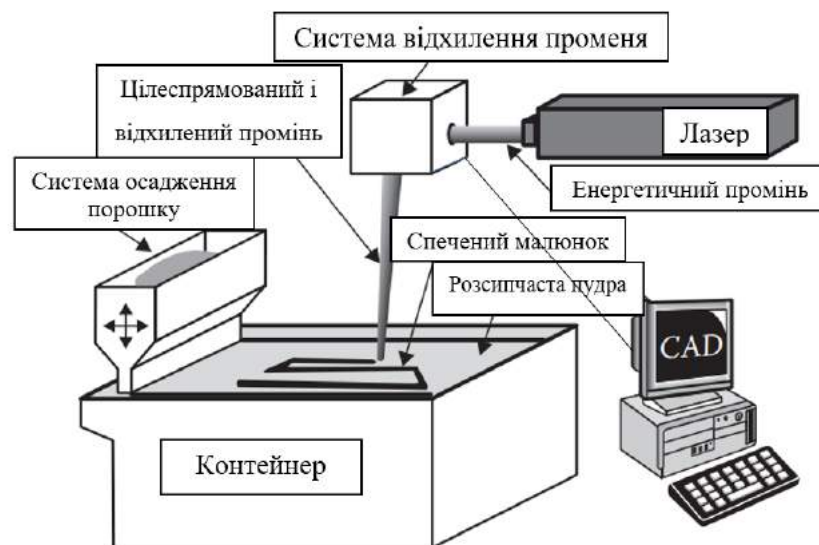 Система відхилення променя
Цілеспрямований і
відхилений промінь
Лазер
Енергетичний промінь
Система осадження
порошку
Спечений малюнок
Розсипчаста пудра
CAD
Контейнер